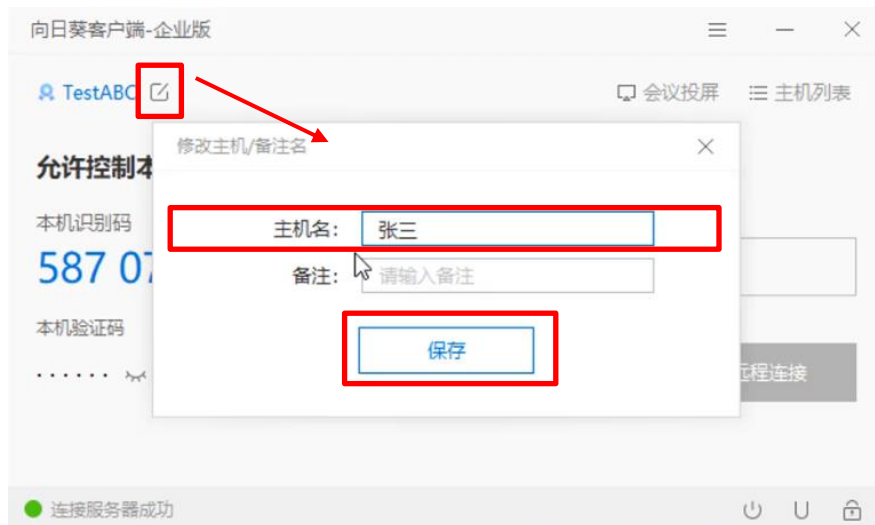 向日葵客户端-企业版
TestABC
会议投屏
主机列表
修改主机/备注名
允许控制本
本机识别码
主机名：
张三
587 07
备注：
请输入备注
本机验证码
保存
远程连接
连接服务器成功